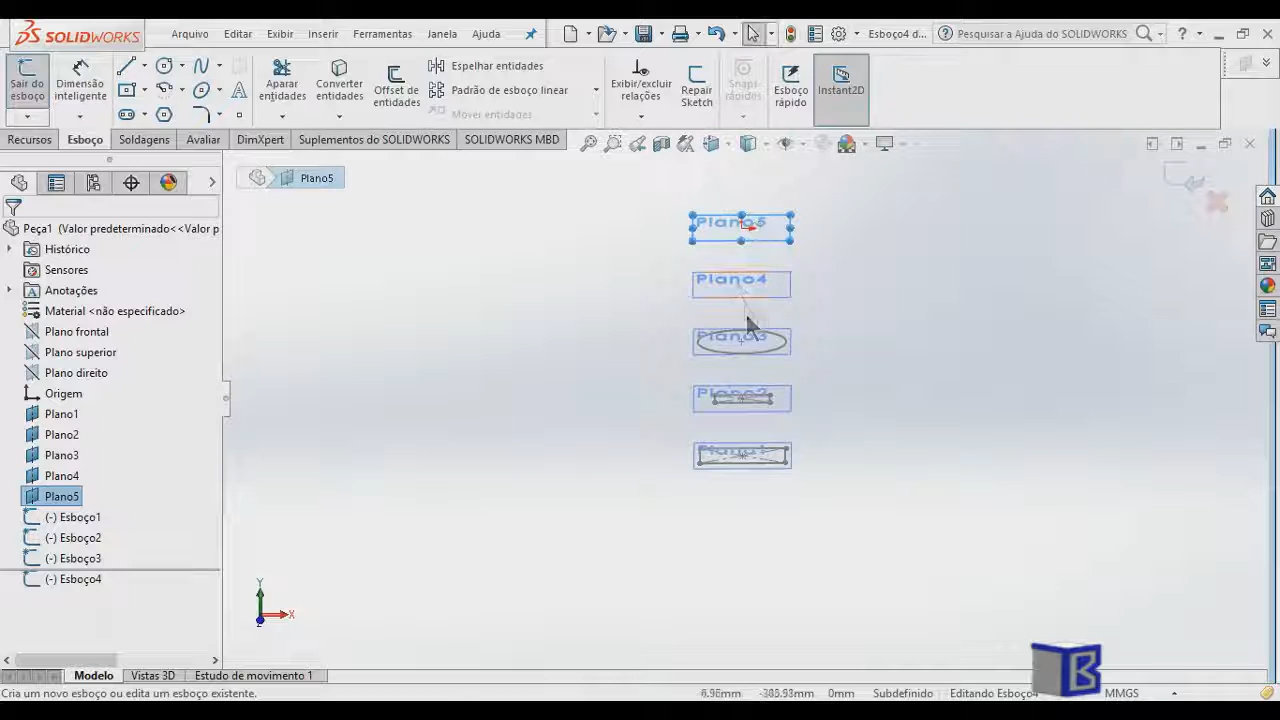 SOLIDWORKS
Arquivo Editar Exibir Inserir Ferramentas Janela Ajuda
Esboço4 d...
Pesquisar a Ajuda do SOLIDWORKS
Sair do esboço
Dimensão inteligente
Aparar entidades
Converter entidades
Offset de entidades
Espelhar entidades
Padrão de esboço linear
Mover entidades
Exibir/excluir relações
Repair Sketch
Snaps rápidos
Esboço rápido
Instant2D
Recursos Esboço Soldagens Avaliar DimXpert Suplementos do SOLIDWORKS SOLIDWORKS MBD
Plano5
Peça1 (Valor predeterminado<<Valor p
Histórico
Sensores
Anotações
Material <não especificado>
Plano frontal
Plano superior
Plano direito
Origem
Plano1
Plano2
Plano3
Plano4
Plano5
(-) Esboço1
(-) Esboço2
(-) Esboço3
(-) Esboço4
Plano5
Plano4
Plano3
Plano2
Plano1
Y
X
Z
B
Modelo Vistas 3D Estudo de movimento 1
Cria um novo esboço ou edita um esboço existente.
0mm Subdefinido Editando Esboço4 MMGS